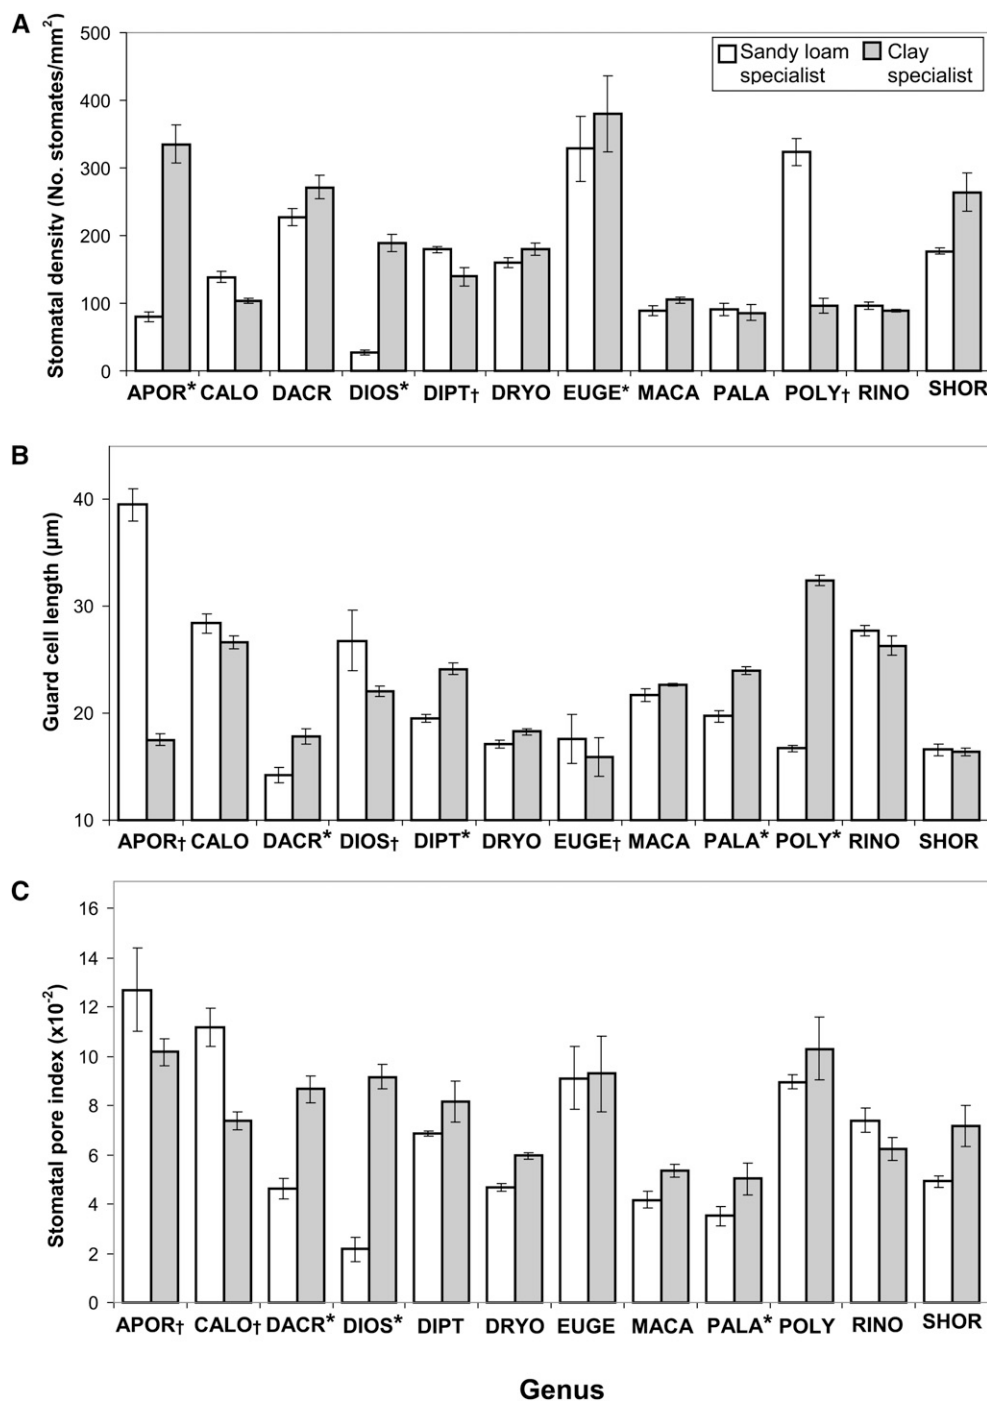 A
Stomatal density (No. stomates/mm²)
500
400
300
200
100
0
Sandy loam specialist
Clay specialist
APOR* CALO DACR DIOS* DIPT† DRYO EUGE* MACA PALA POLY† RINO SHOR
B
Guard cell length (µm)
40
30
20
10
APOR† CALO DACR* DIOS† DIPT* DRYO EUGE† MACA PALA* POLY* RINO SHOR
C
Stomatal pore index (x10⁻²)
16
14
12
10
8
6
4
2
0
APOR† CALO† DACR* DIOS* DIPT DRYO EUGE MACA PALA* POLY RINO SHOR
Genus